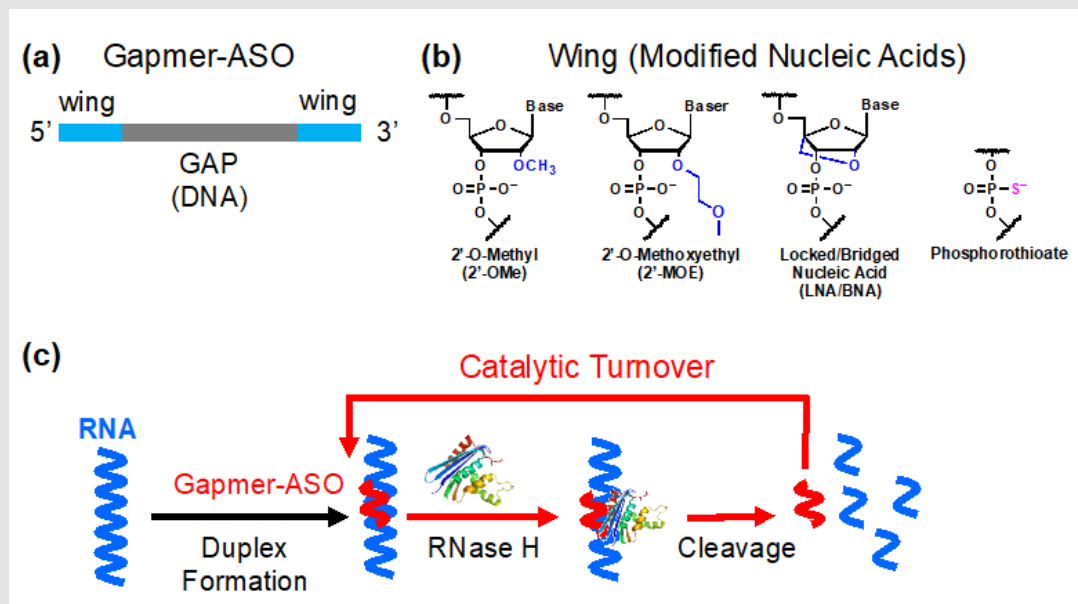 (a) Gapmer-ASO
wing wing
5’ 3’
GAP
(DNA)
(b) Wing (Modified Nucleic Acids)
O O Base
O
OCH3
O=P–O–
O
2'-O-Methyl
(2'-OMe)
O O Baser
O O
O=P–O–
O
O
2'-O-Methoxyethyl
(2'-MOE)
O O Base
O O
O=P–O–
O
Locked/Bridged
Nucleic Acid
(LNA/BNA)
O
O=P–S–
O
Phosphorothioate
(c)
Catalytic Turnover
RNA
Gapmer-ASO
Duplex
Formation
RNase H
Cleavage